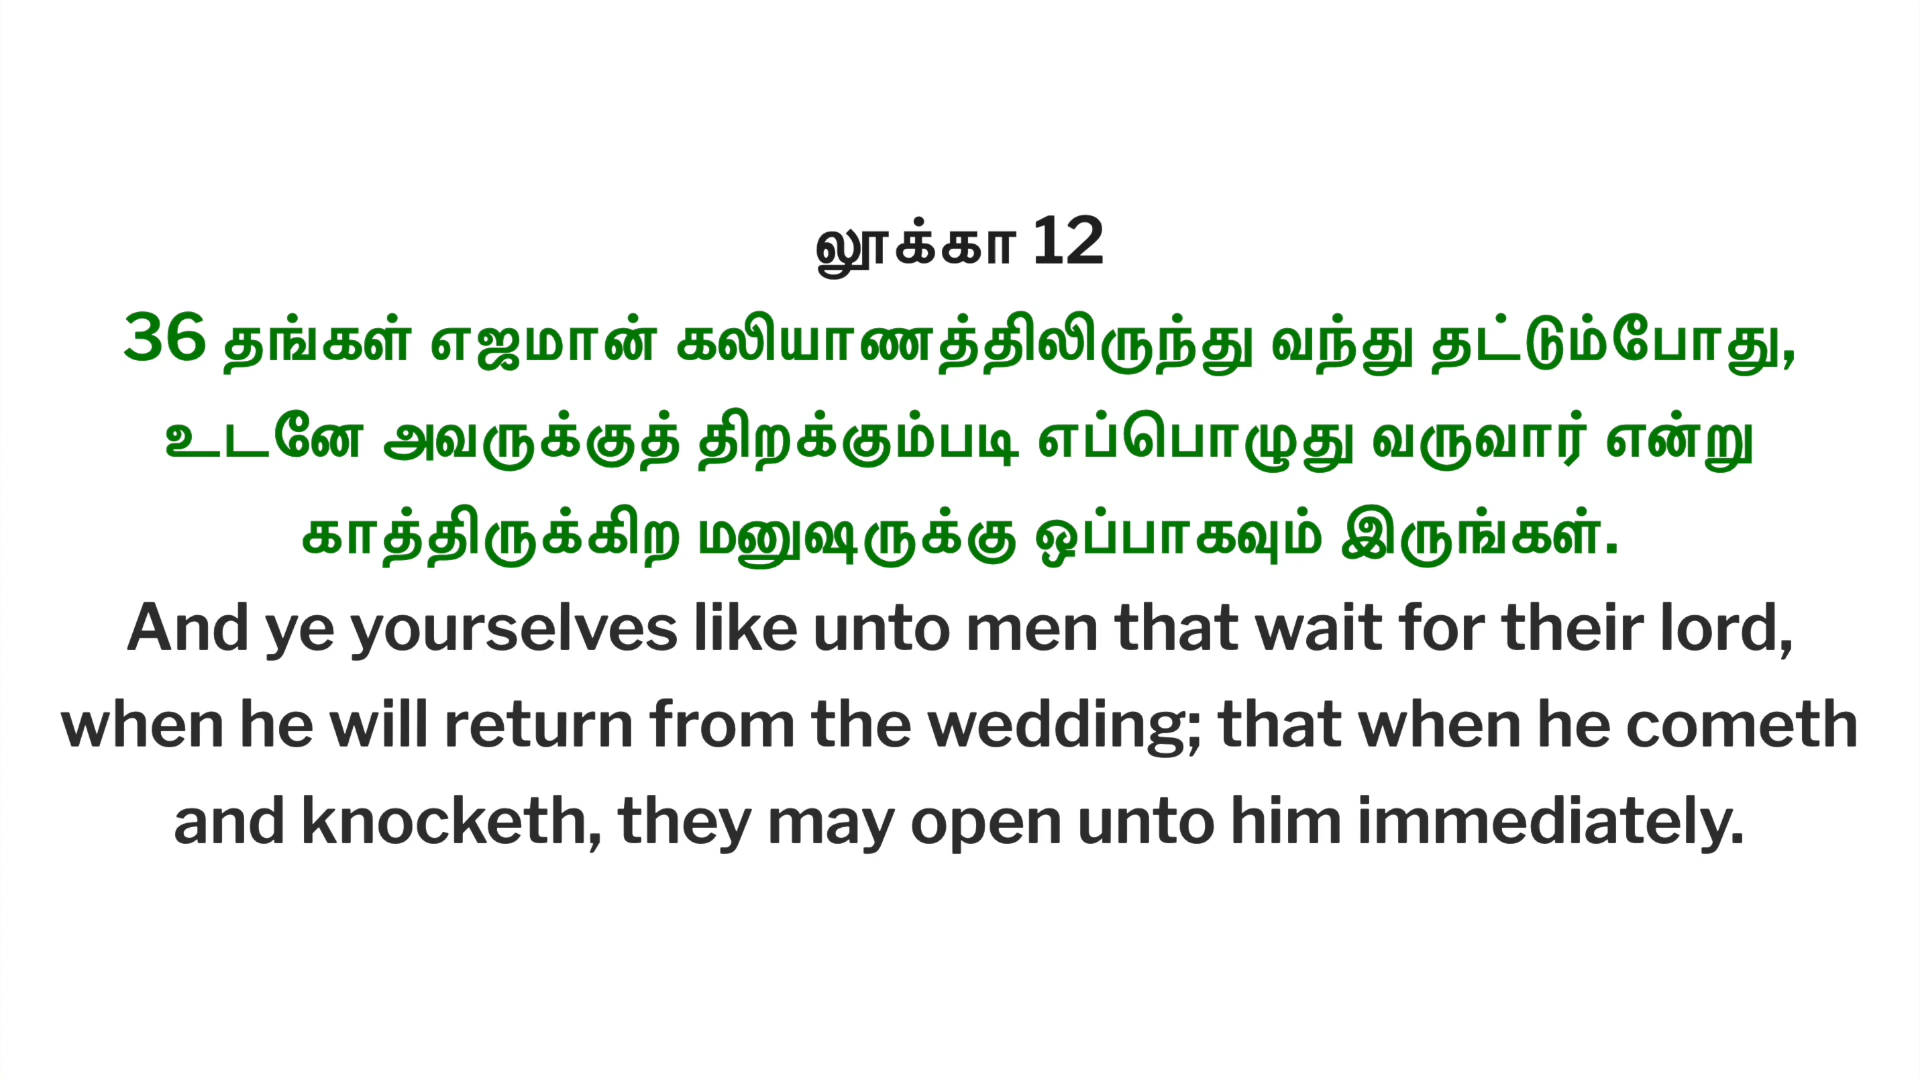 லூக்கா 12
36 தங்கள் எஜமான் கலியாணத்திலிருந்து வந்து தட்டும்போது,
உடனே அவருக்குத் திறக்கும்படி எப்பொழுது வருவார் என்று
காத்திருக்கிற மனுஷருக்கு ஒப்பாகவும் இருங்கள்.
And ye yourselves like unto men that wait for their lord,
when he will return from the wedding; that when he cometh
and knocketh, they may open unto him immediately.